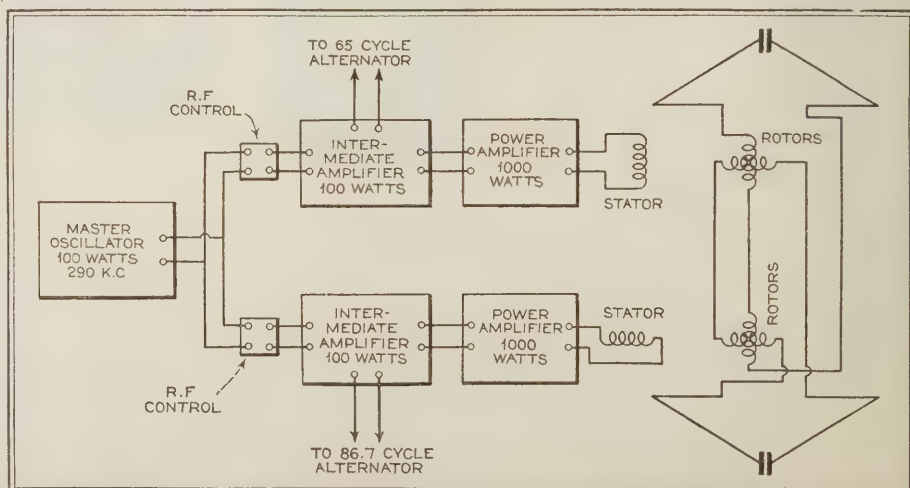 TO 65 CYCLE
ALTERNATOR
R.F
CONTROL
INTER-
MEDIATE
AMPLIFIER
100 WATTS
POWER
AMPLIFIER
1000
WATTS
STATOR
ROTORS
MASTER
OSCILLATOR
100 WATTS
290 K.C
INTER-
MEDIATE
AMPLIFIER
100 WATTS
POWER
AMPLIFIER
1000
WATTS
STATOR
ROTORS
R.F
CONTROL
TO 86.7 CYCLE
ALTERNATOR